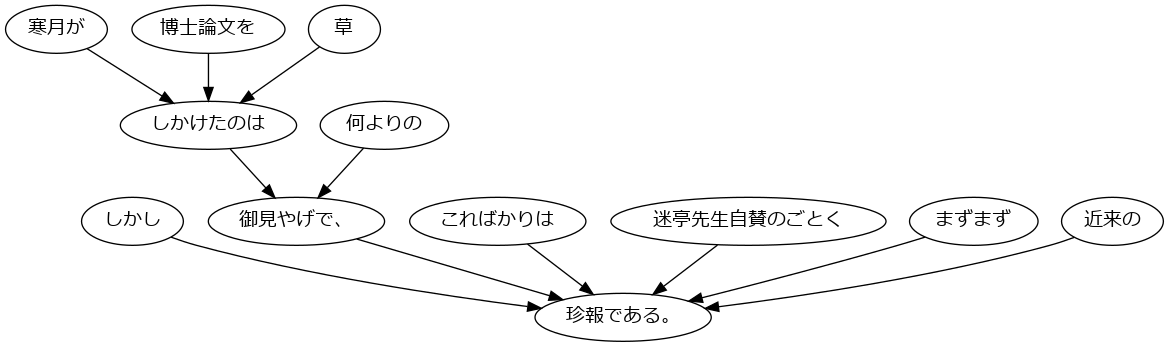 寒月が
博士論文を
草
しかけたのは
何よりの
しかし
御見やげで、
こればかりは
迷亭先生自賛のごとく
まずまず
近来の
珍報である。